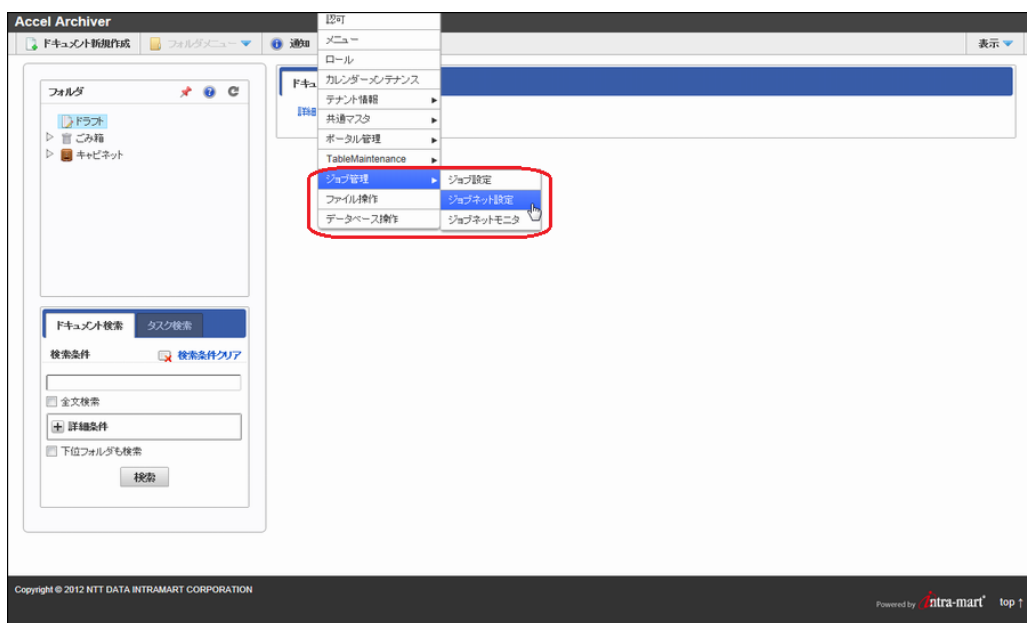 Accel Archiver
ドキュメント新規作成 フォルダメニュー 通知 表示
フォルダ
ドラフト
ごみ箱
キャビネット
ドキュメント検索 タスク検索
検索条件 検索条件クリア
全文検索
詳細条件
下位フォルダも検索
検索
ドキュ
詳細
認可
メニュー
ロール
カレンダーメンテナンス
テナント情報
共通マスタ
ポータル管理
TableMaintenance
ジョブ管理
ファイル操作
データベース操作
ジョブ設定
ジョブネット設定
ジョブネットモニタ
Copyright © 2012 NTT DATA INTRAMART CORPORATION
Powered by intra-mart top ↑